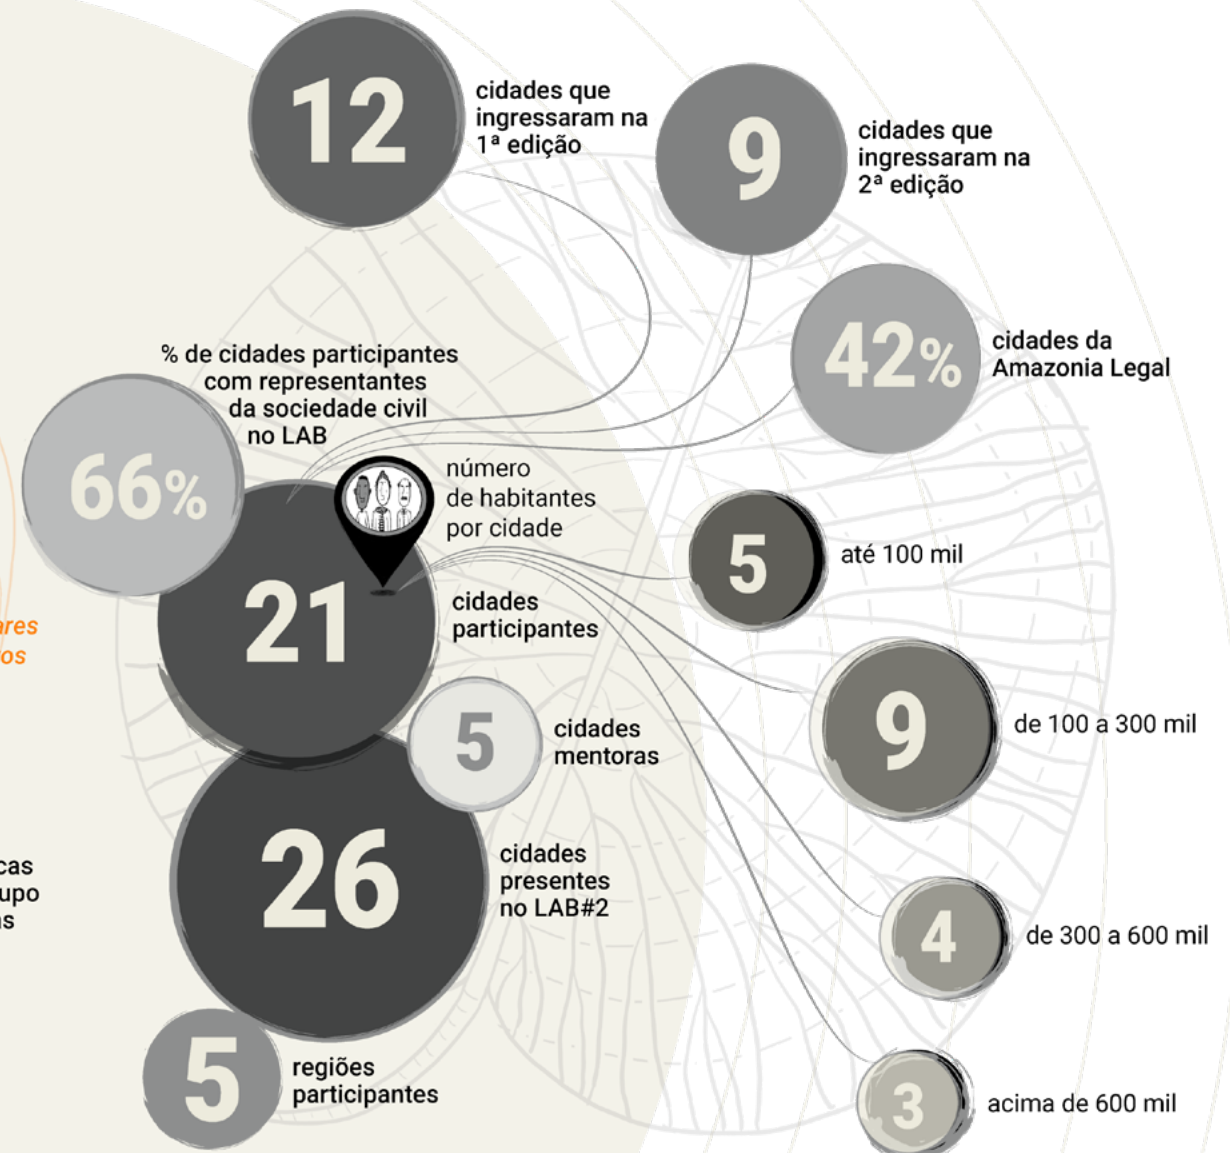 12
cidades que
ingressaram na
1ª edição
9
cidades que
ingressaram na
2ª edição
42%
cidades da
Amazonia Legal
% de cidades participantes
com representantes
da sociedade civil
no LAB
66%
número
de habitantes
por cidade
21
cidades
participantes
5
até 100 mil
9
de 100 a 300 mil
5
cidades
mentoras
26
cidades
presentes
no LAB#2
4
de 300 a 600 mil
5
regiões
participantes
3
acima de 600 mil